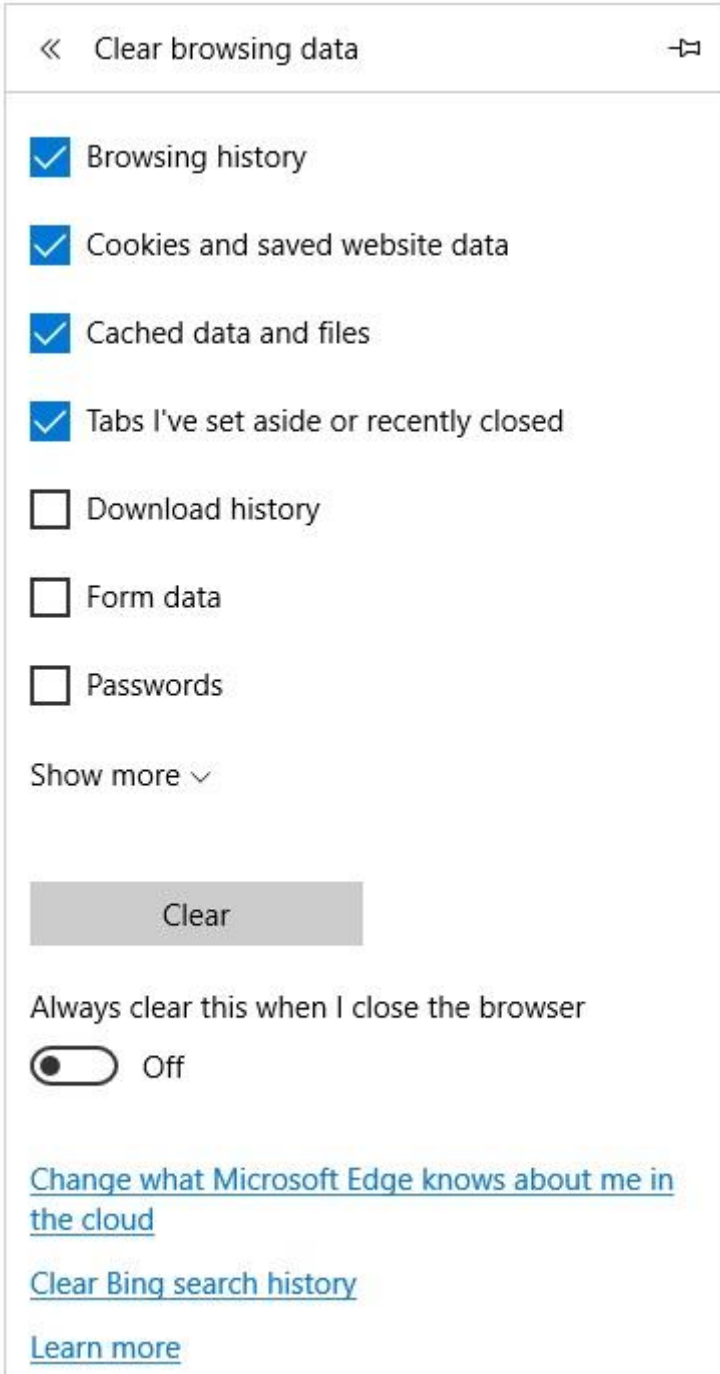 Clear browsing data
Browsing history
Cookies and saved website data
Cached data and files
Tabs I've set aside or recently closed
Download history
Form data
Passwords
Show more
Clear
Always clear this when I close the browser
Off
Change what Microsoft Edge knows about me in
the cloud
Clear Bing search history
Learn more